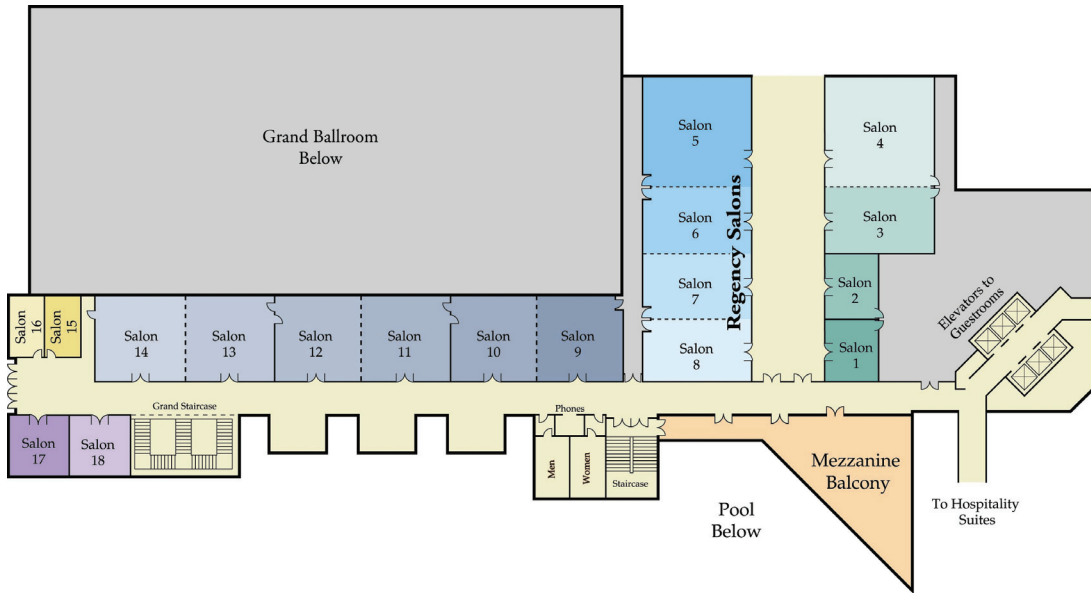 Grand Ballroom
Below
Salon
5
Salon
6
Salon
7
Salon
8
Regency Salons
Salon
4
Salon
3
Salon
2
Salon
1
Elevators to
Guestrooms
Salon
16
Salon
15
Salon
14
Salon
13
Salon
12
Salon
11
Salon
10
Salon
9
Salon
17
Salon
18
Grand Staircase
Phones
Men
Women
Staircase
Mezzanine
Balcony
Pool
Below
To Hospitality
Suites